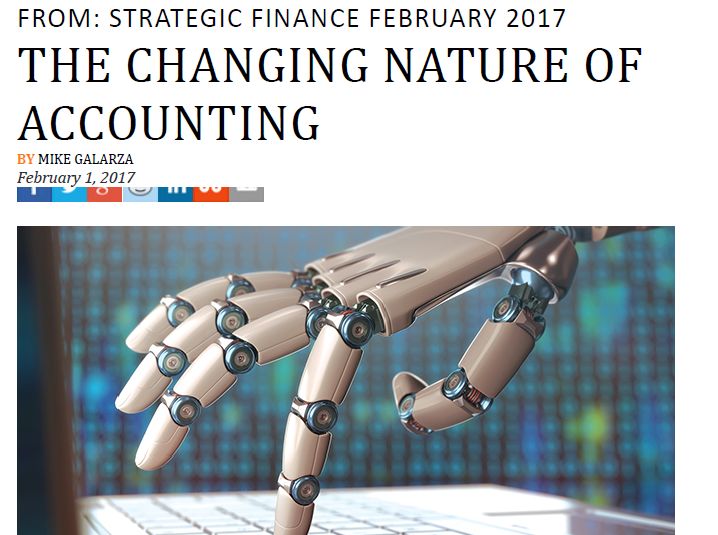 FROM: STRATEGIC FINANCE FEBRUARY 2017
THE CHANGING NATURE OF
ACCOUNTING
BY MIKE GALARZA
February 1, 2017